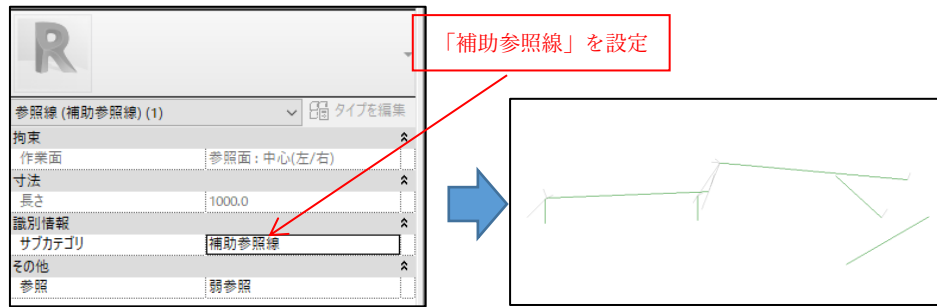 「補助参照線」を設定
R
参照線 (補助参照線) (1)
タイプを編集
拘束
作業面 参照面 : 中心(左/右)
寸法
長さ 1000.0
識別情報
サブカテゴリ 補助参照線
その他
参照 弱参照